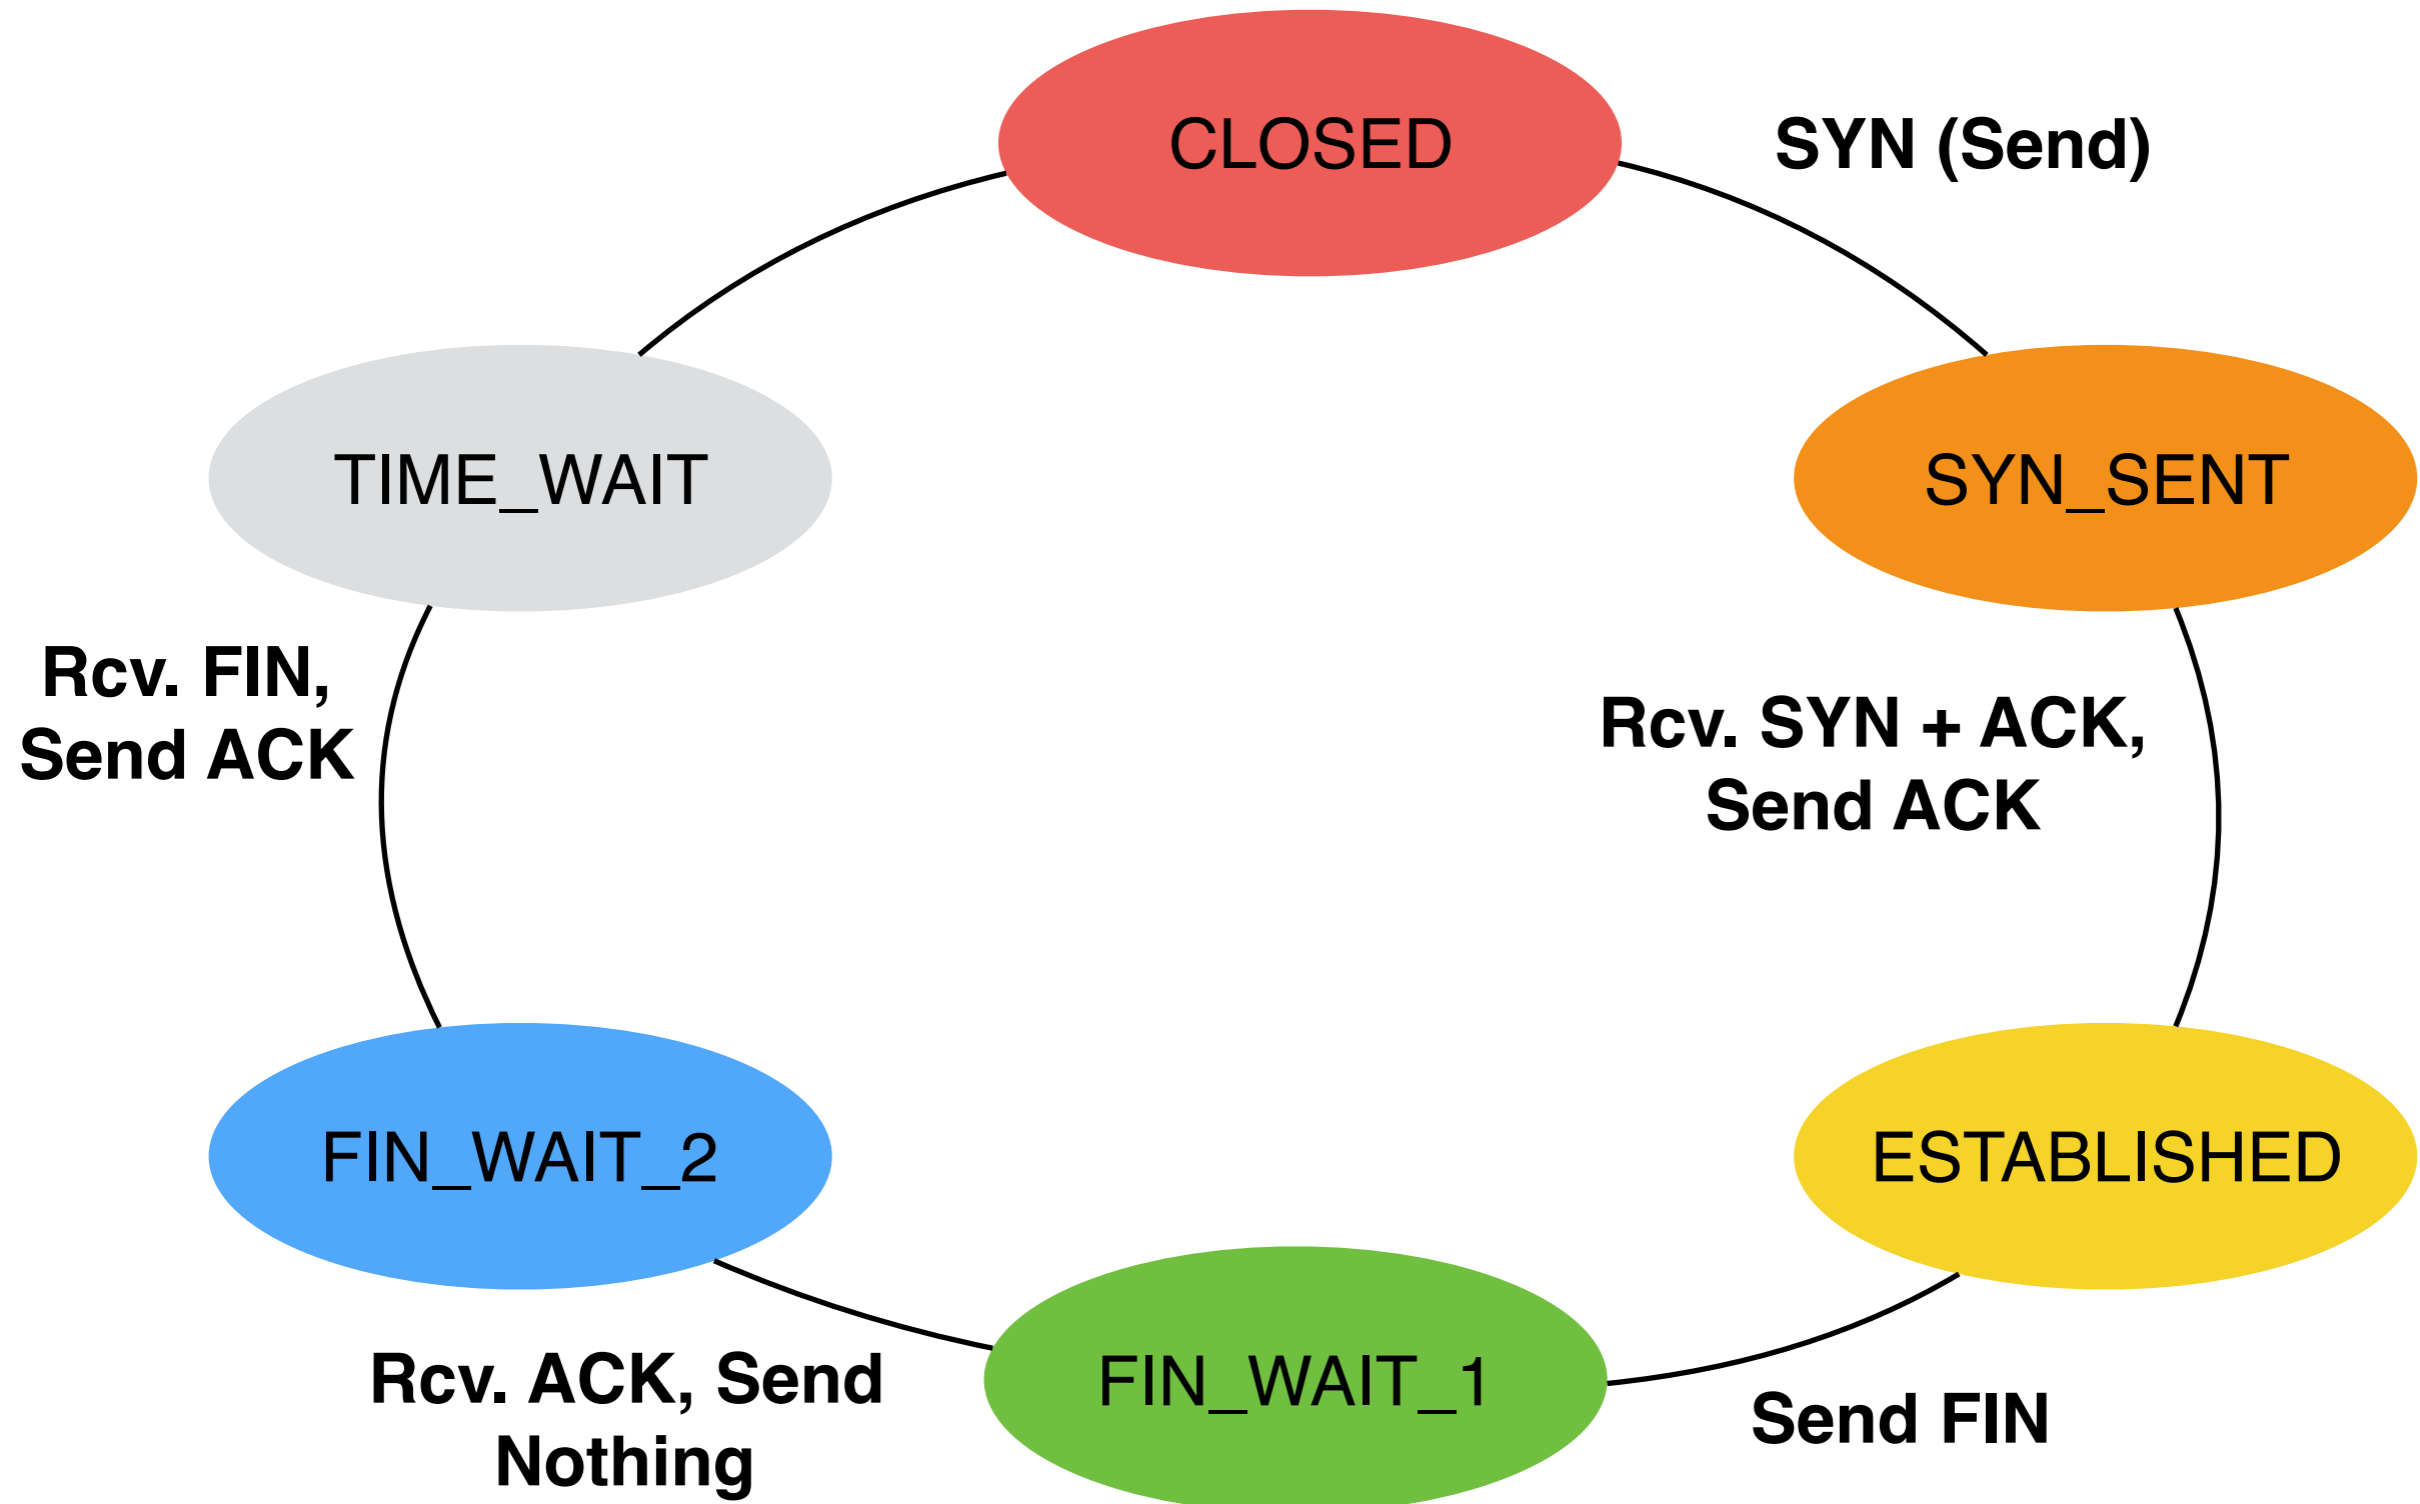 CLOSED
SYN (Send)
TIME_WAIT
SYN_SENT
Rcv. FIN,
Send ACK
Rcv. SYN + ACK,
Send ACK
FIN_WAIT_2
ESTABLISHED
Rcv. ACK, Send
Nothing
FIN_WAIT_1
Send FIN